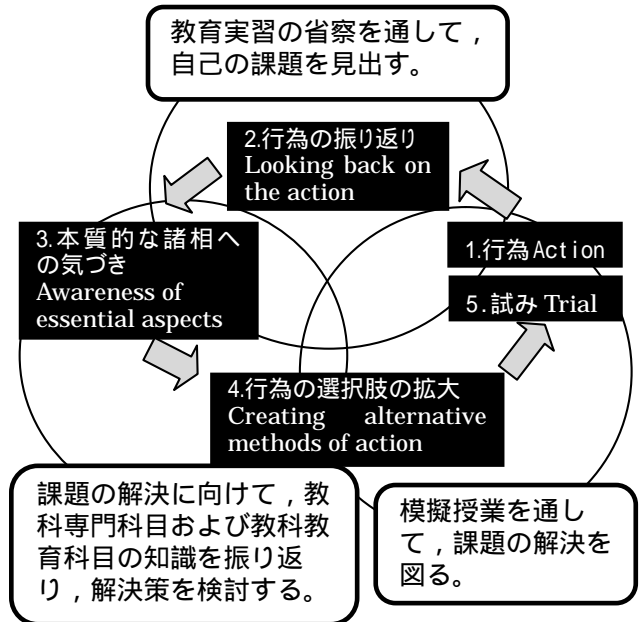 教育実習の省察を通して，
自己の課題を見出す。
2.行為の振り返り
Looking back on
the action
3.本質的な諸相へ
の気づき
Awareness of
essential aspects
1.行為Action
5.試み Trial
4.行為の選択肢の拡大
Creating alternative
methods of action
課題の解決に向けて，教
科専門科目および教科教
育科目の知識を振り返
り，解決策を検討する。
模擬授業を通し
て，課題の解決を
図る。